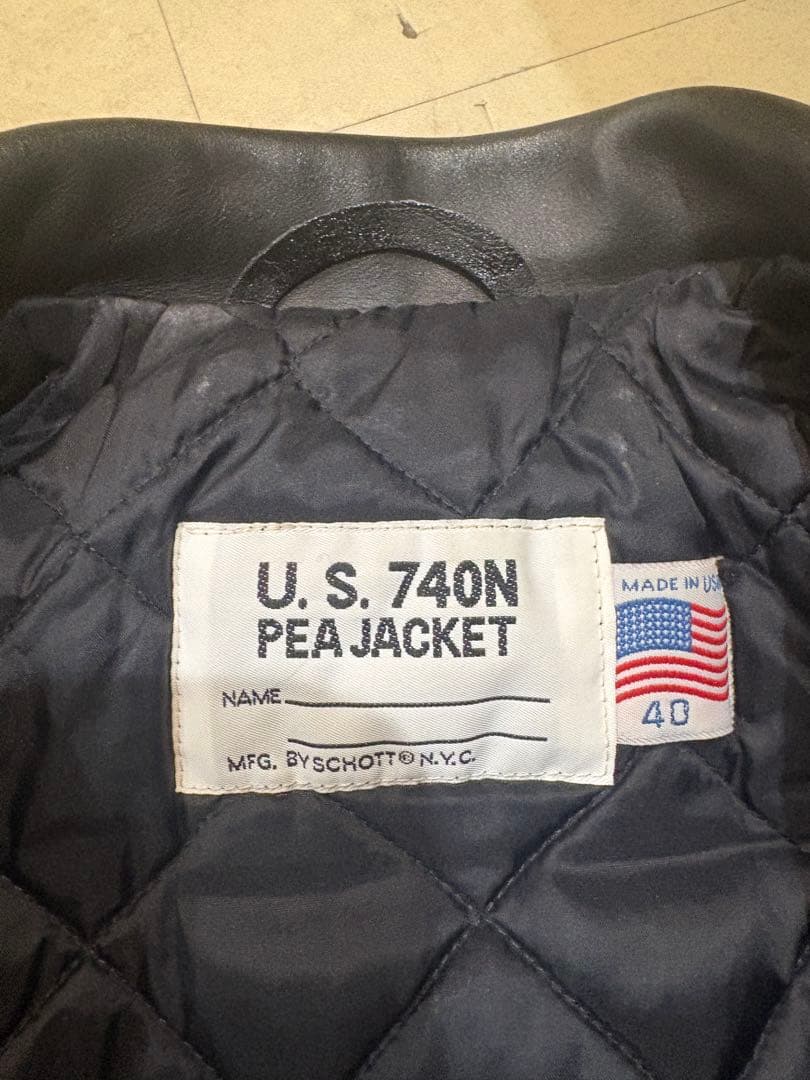 U. S. 740N
PEA JACKET
NAME
MFG. BY SCHOTT© N.Y.C.
MADE IN USA
40